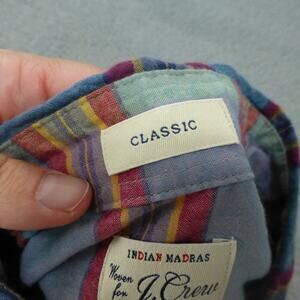 CLASSIC
INDIAN MADRAS
Woven
for J. Crew